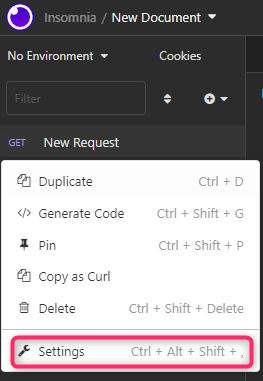 Insomnia / New Document
No Environment Cookies
Filter
GET New Request
Duplicate Ctrl + D
Generate Code Ctrl + Shift + G
Pin Ctrl + Shift + P
Copy as Curl
Delete Ctrl + Shift + Delete
Settings Ctrl + Alt + Shift + ,